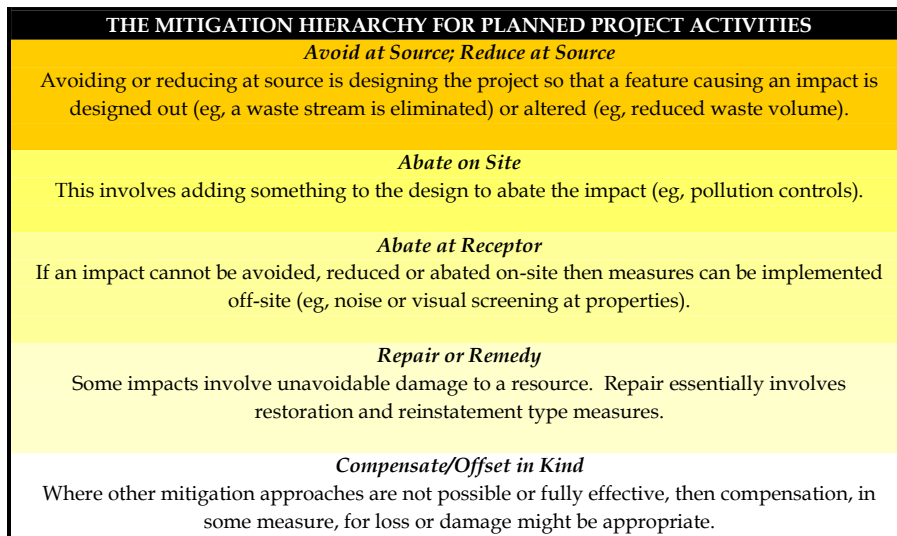 THE MITIGATION HIERARCHY FOR PLANNED PROJECT ACTIVITIES
Avoid at Source; Reduce at Source
Avoiding or reducing at source is designing the project so that a feature causing an impact is
designed out (eg, a waste stream is eliminated) or altered (eg, reduced waste volume).
Abate on Site
This involves adding something to the design to abate the impact (eg, pollution controls).
Abate at Receptor
If an impact cannot be avoided, reduced or abated on-site then measures can be implemented
off-site (eg, noise or visual screening at properties).
Repair or Remedy
Some impacts involve unavoidable damage to a resource.  Repair essentially involves
restoration and reinstatement type measures.
Compensate/Offset in Kind
Where other mitigation approaches are not possible or fully effective, then compensation, in
some measure, for loss or damage might be appropriate.